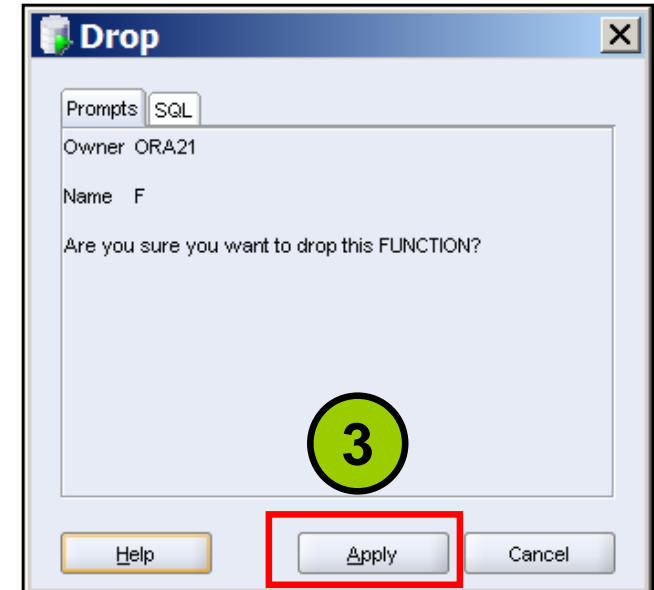 Drop
Prompts SQL
Owner ORA21
Name F
Are you sure you want to drop this FUNCTION?
3
Help Apply Cancel